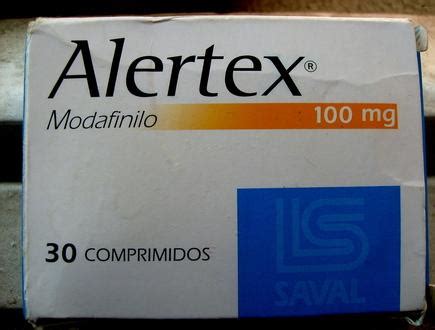 Alertex®
Modafinilo
100 mg
30 COMPRIMIDOS
SAVAL